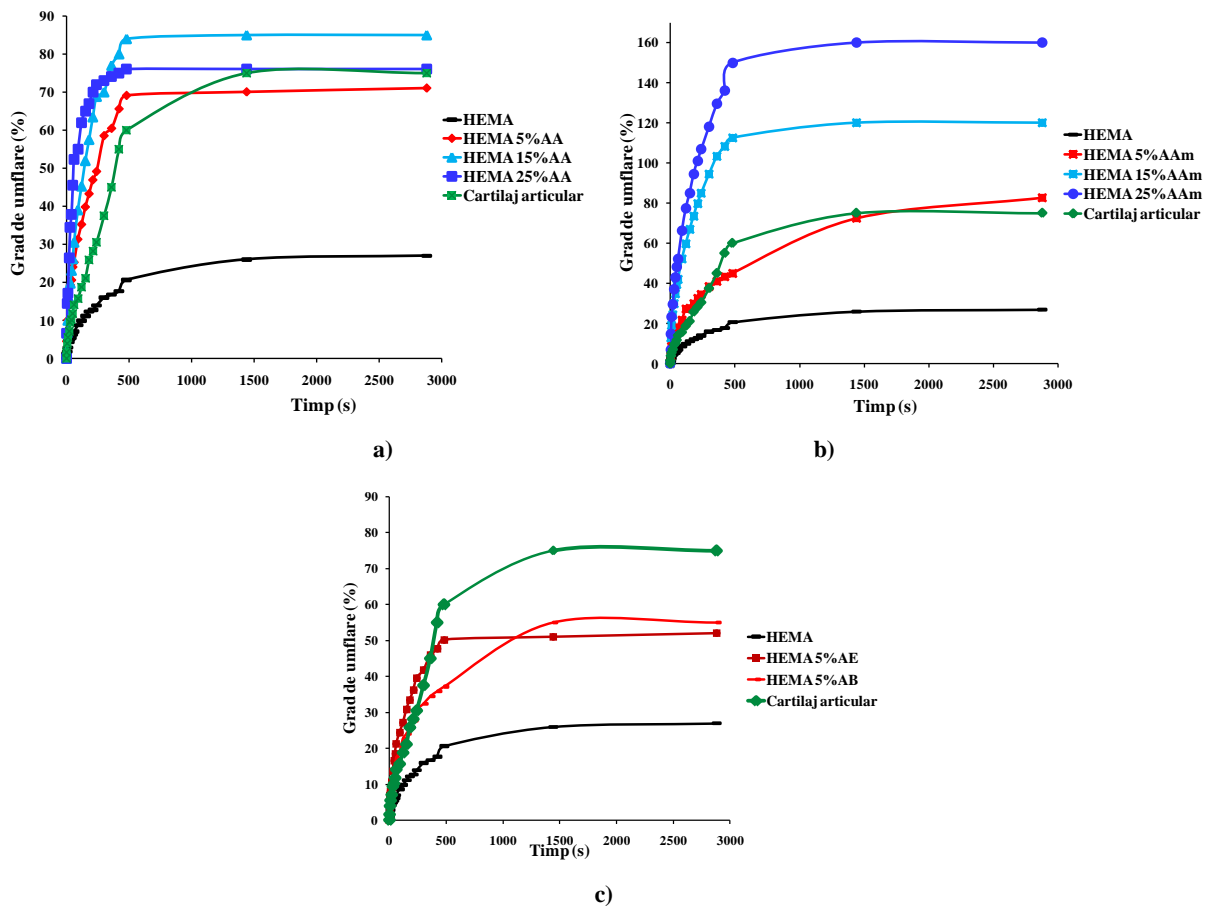 90
80
70
60
50
40
30
20
10
0
Grad de umflare (%)
0 500 1000 1500 2000 2500 3000
Timp (s)
HEMA
HEMA 5%AA
HEMA 15%AA
HEMA 25%AA
Cartilaj articular
a)
160
140
120
100
80
60
40
20
0
Grad de umflare (%)
0 500 1000 1500 2000 2500 3000
Timp (s)
HEMA
HEMA 5%AAm
HEMA 15%AAm
HEMA 25%AAm
Cartilaj articular
b)
90
80
70
60
50
40
30
20
10
0
Grad de umflare (%)
0 500 1000 1500 2000 2500 3000
Timp (s)
HEMA
HEMA 5%AE
HEMA 5%AB
Cartilaj articular
c)